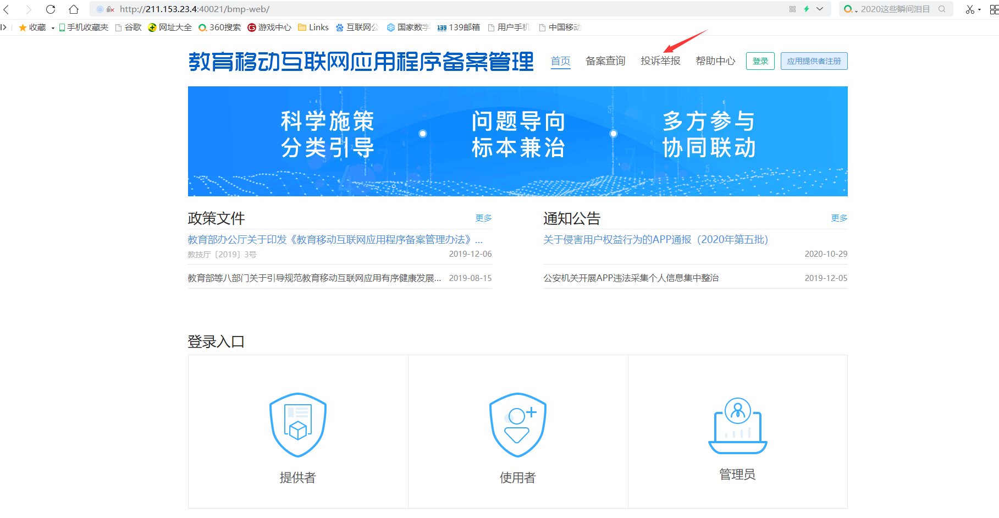 http://211.153.23.4:40021/bmp-web/
2020这些瞬间泪目
收藏 手机收藏夹 谷歌 网址大全 360搜索 游戏中心 Links 互联网公 国家数字 139邮箱 用户手机 中国移动
教育移动互联网应用程序备案管理
首页 备案查询 投诉举报 帮助中心 登录 应用提供者注册
科学施策 问题导向 多方参与
分类引导 标本兼治 协同联动
政策文件 更多
教育部办公厅关于印发《教育移动互联网应用程序备案管理办法》...
教技厅〔2019〕3号 2019-12-06
教育部等八部门关于引导规范教育移动互联网应用有序健康发展... 2019-08-15
通知公告 更多
关于侵害用户权益行为的APP通报（2020年第五批）
2020-10-29
公安机关开展APP违法采集个人信息集中整治 2019-12-05
登录入口
提供者 使用者 管理员